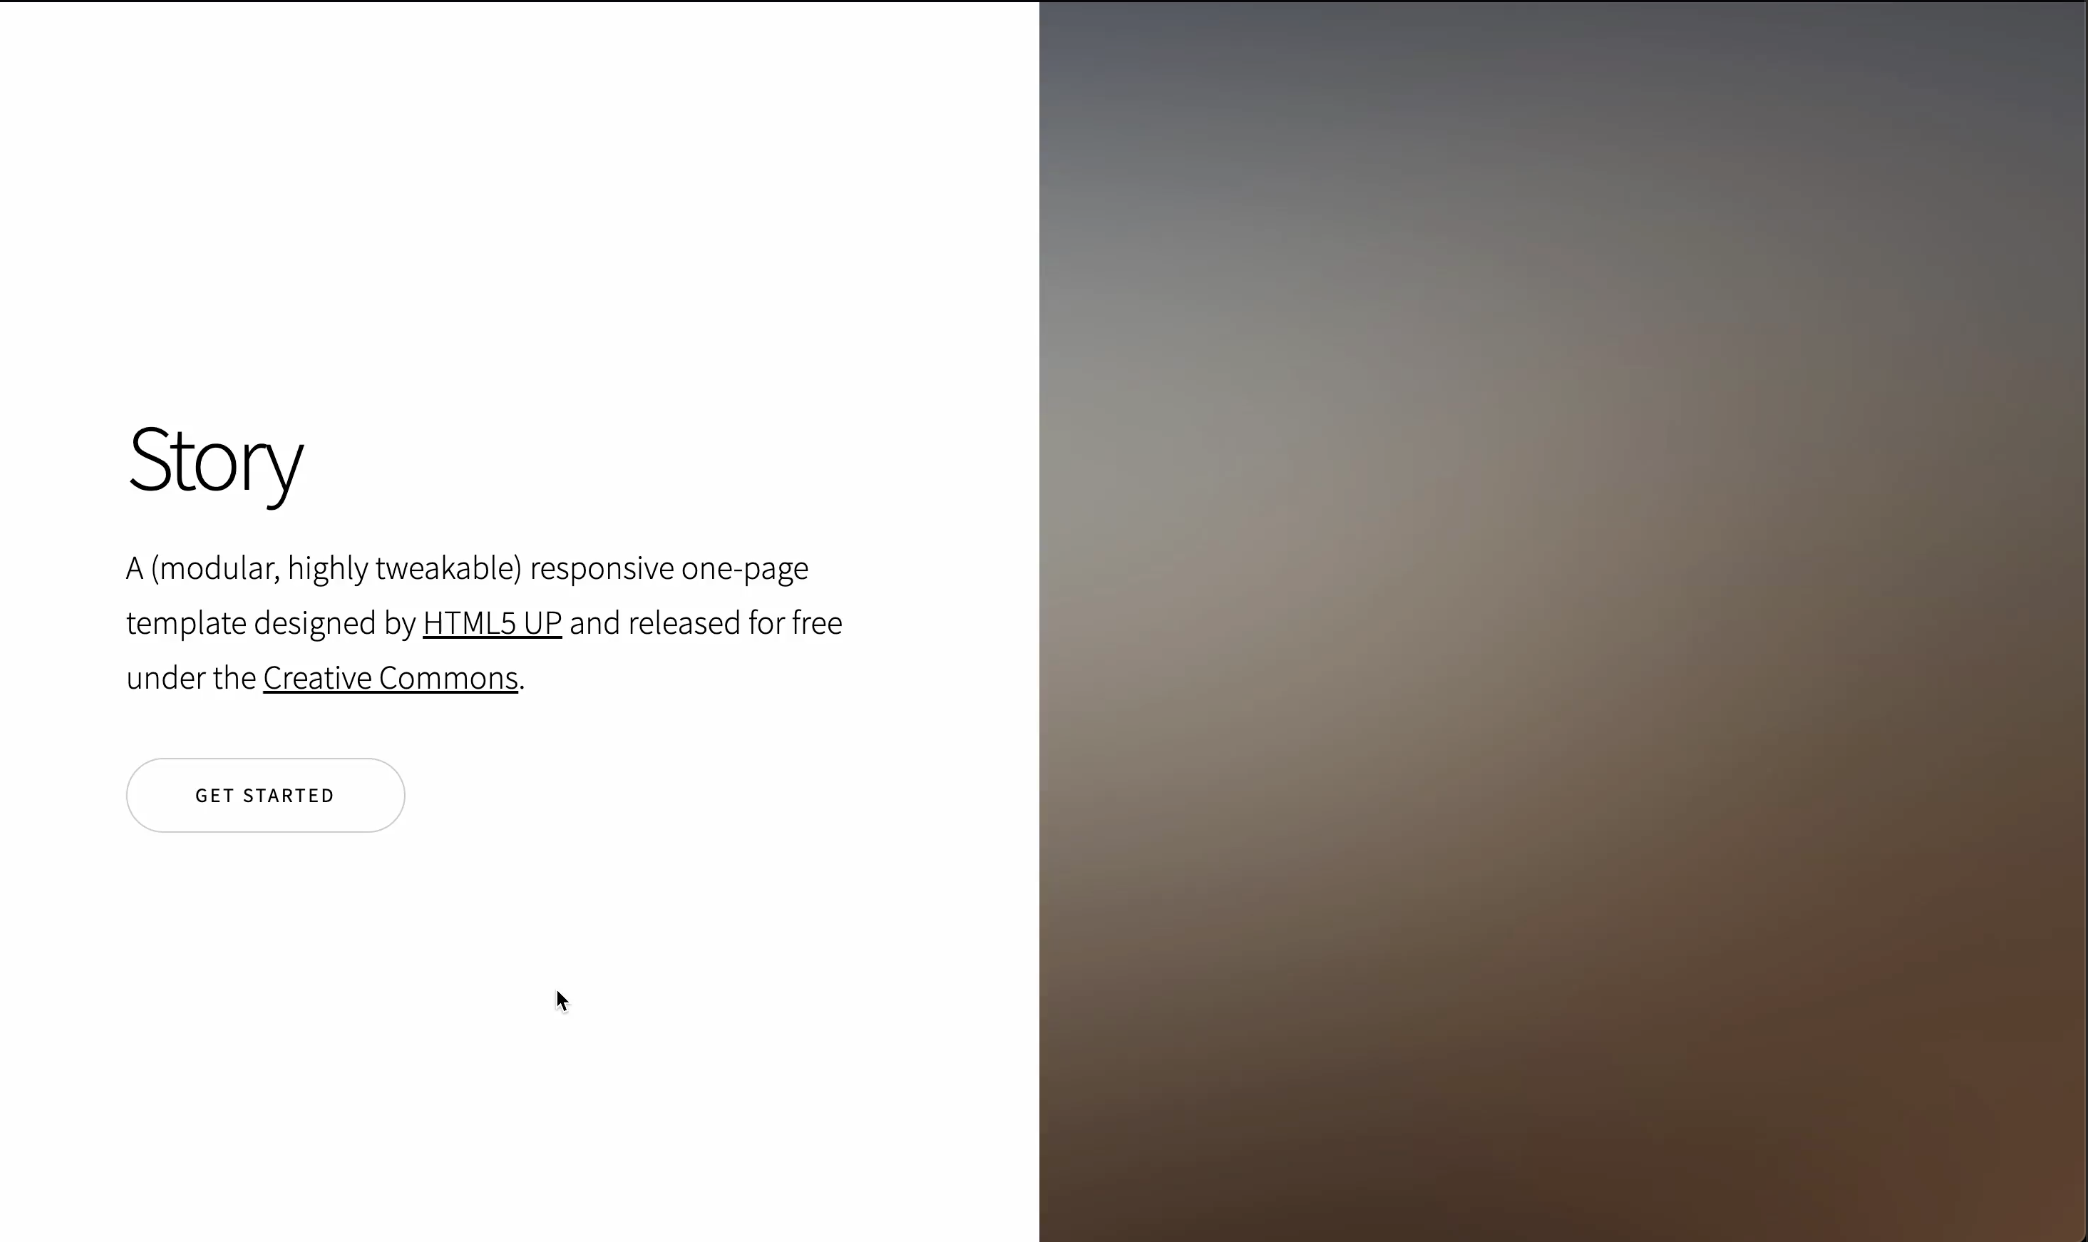 Story
A (modular, highly tweakable) responsive one-page
template designed by HTML5 UP and released for free
under the Creative Commons.
GET STARTED